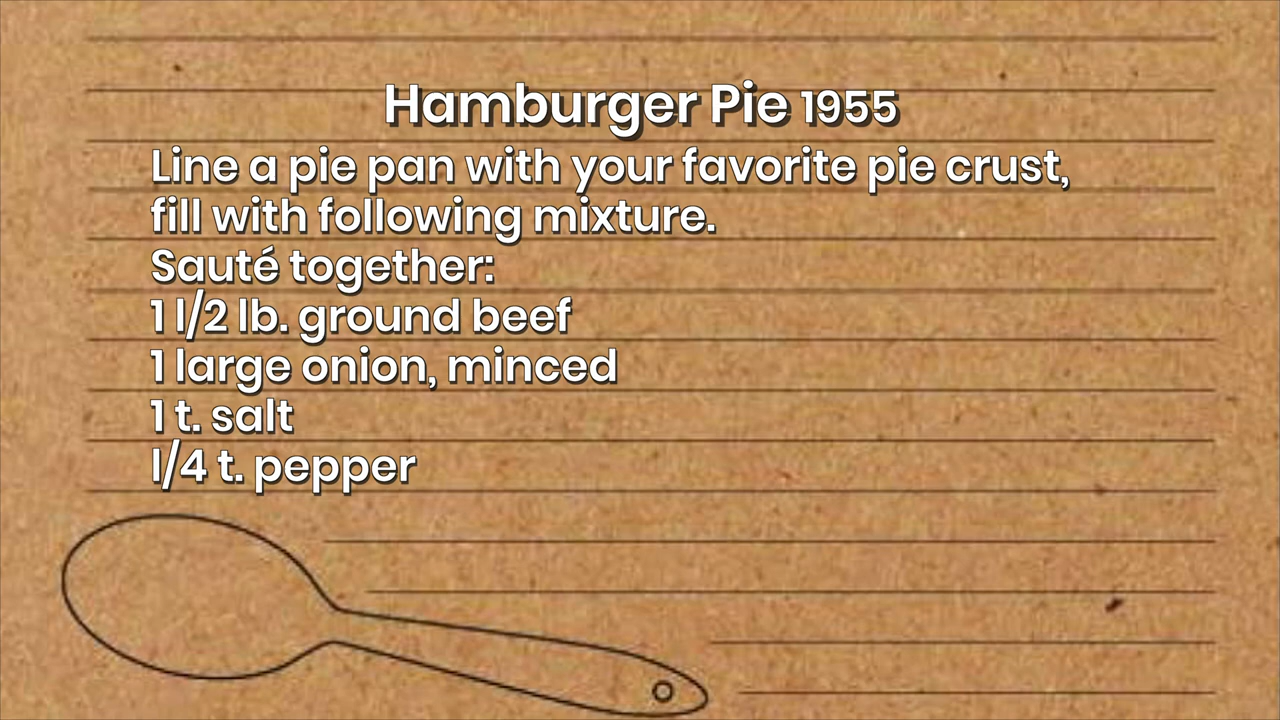 Hamburger Pie 1955
Line a pie pan with your favorite pie crust,
fill with following mixture.
Sauté together:
1 l/2 lb. ground beef
1 large onion, minced
1 t. salt
l/4 t. pepper